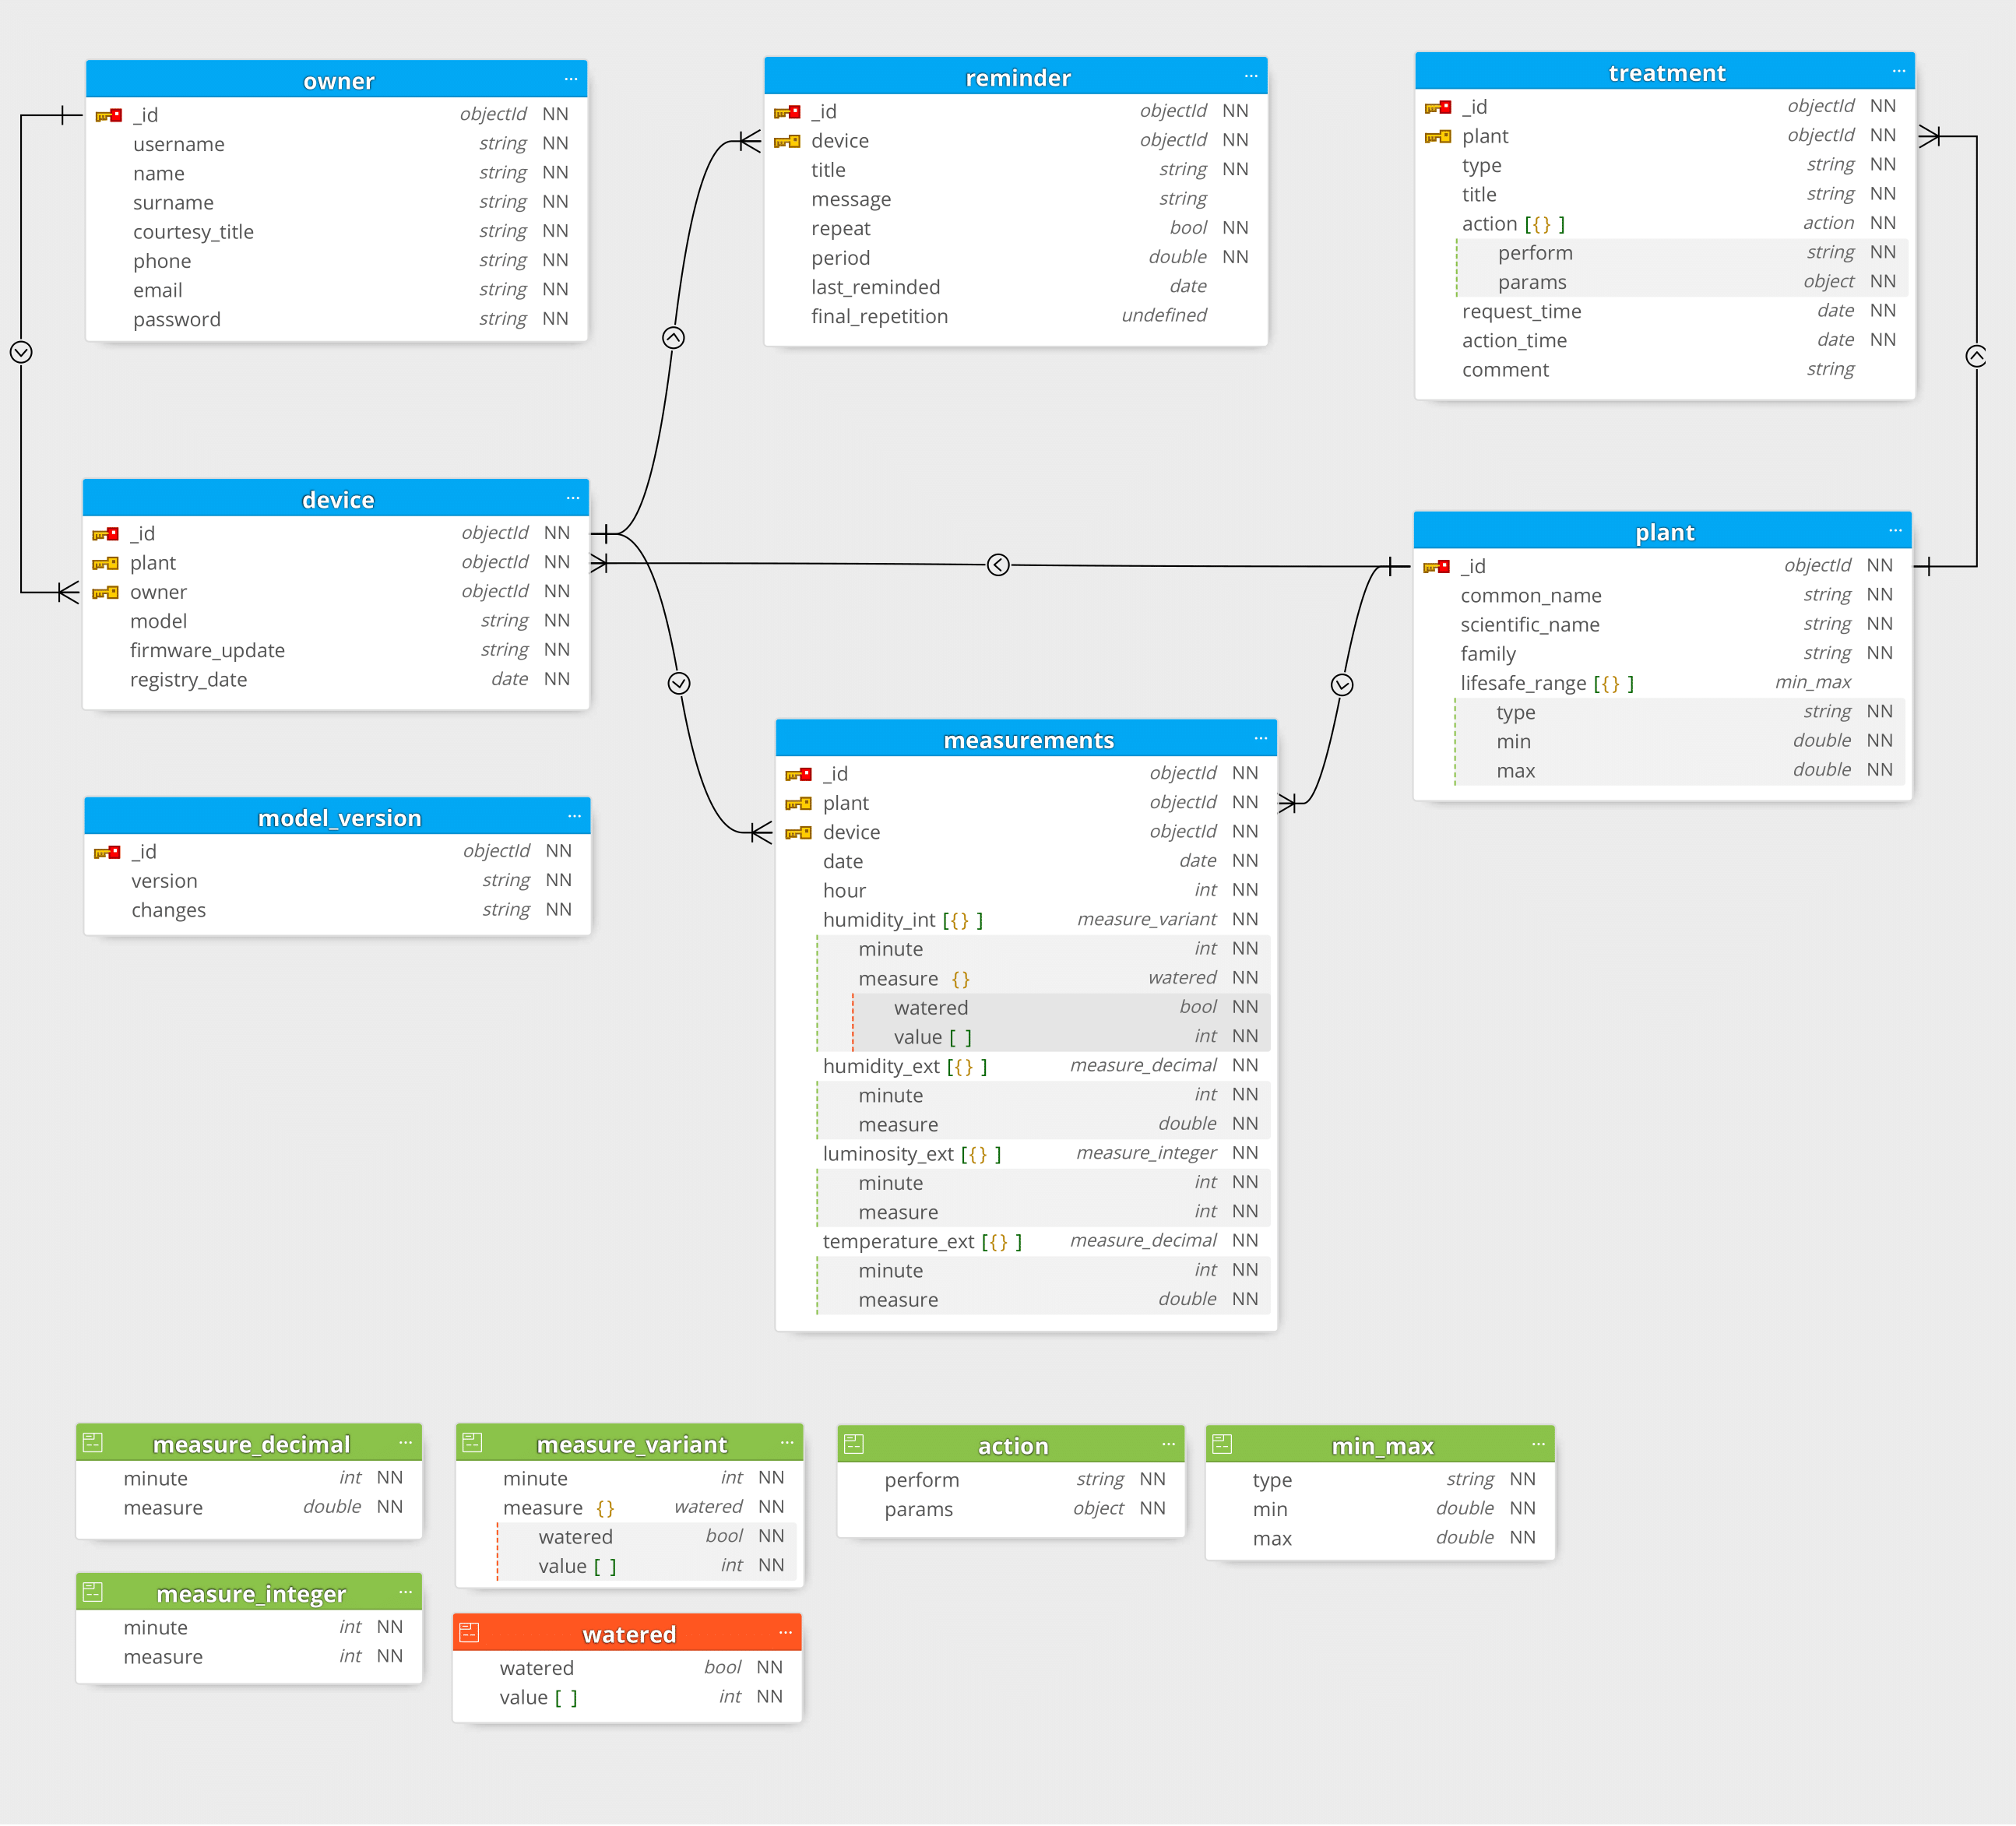 owner ...
_id objectId NN
username string NN
name string NN
surname string NN
courtesy_title string NN
phone string NN
email string NN
password string NN
reminder ...
_id objectId NN
device objectId NN
title string NN
message string
repeat bool NN
period double NN
last_reminded date
final_repetition undefined
treatment ...
_id objectId NN
plant objectId NN
type string NN
title string NN
action [{} ] action NN
perform string NN
params object NN
request_time date NN
action_time date NN
comment string
device ...
_id objectId NN
plant objectId NN
owner objectId NN
model string NN
firmware_update string NN
registry_date date NN
plant ...
_id objectId NN
common_name string NN
scientific_name string NN
family string NN
lifesafe_range [{} ] min_max
type string NN
min double NN
max double NN
model_version ...
_id objectId NN
version string NN
changes string NN
measurements ...
_id objectId NN
plant objectId NN
device objectId NN
date date NN
hour int NN
humidity_int [{} ] measure_variant NN
minute int NN
measure {} watered NN
watered bool NN
value [ ] int NN
humidity_ext [{} ] measure_decimal NN
minute int NN
measure double NN
luminosity_ext [{} ] measure_integer NN
minute int NN
measure int NN
temperature_ext [{} ] measure_decimal NN
minute int NN
measure double NN
measure_decimal ...
minute int NN
measure double NN
measure_variant ...
minute int NN
measure {} watered NN
watered bool NN
value [ ] int NN
action ...
perform string NN
params object NN
min_max ...
type string NN
min double NN
max double NN
measure_integer ...
minute int NN
measure int NN
watered ...
watered bool NN
value [ ] int NN